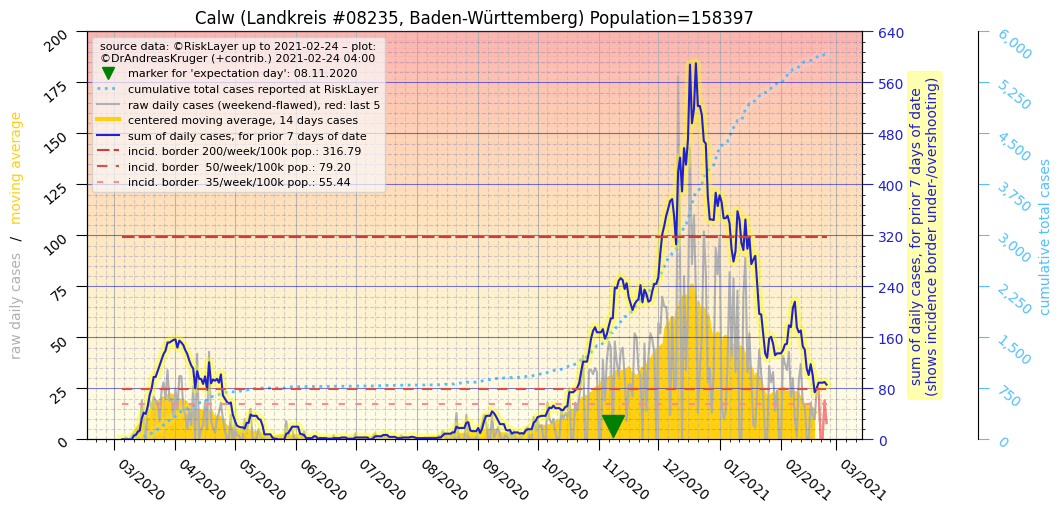 Calw (Landkreis #08235, Baden-Württemberg) Population=158397
source data: ©RiskLayer up to 2021-02-24 – plot:
©DrAndreasKruger (+contrib.) 2021-02-24 04:00
marker for 'expectation day': 08.11.2020
cumulative total cases reported at RiskLayer
raw daily cases (weekend-flawed), red: last 5
centered moving average, 14 days cases
sum of daily cases, for prior 7 days of date
incid. border 200/week/100k pop.: 316.79
incid. border  50/week/100k pop.: 79.20
incid. border  35/week/100k pop.: 55.44
raw daily cases / moving average
200
175
150
125
100
75
50
25
0
03/2020
04/2020
05/2020
06/2020
07/2020
08/2020
09/2020
10/2020
11/2020
12/2020
01/2021
02/2021
03/2021
640
560
480
400
320
240
160
80
0
sum of daily cases, for prior 7 days of date
(shows incidence border under-/overshooting)
6,000
5,250
4,500
3,750
3,000
2,250
1,500
750
0
cumulative total cases